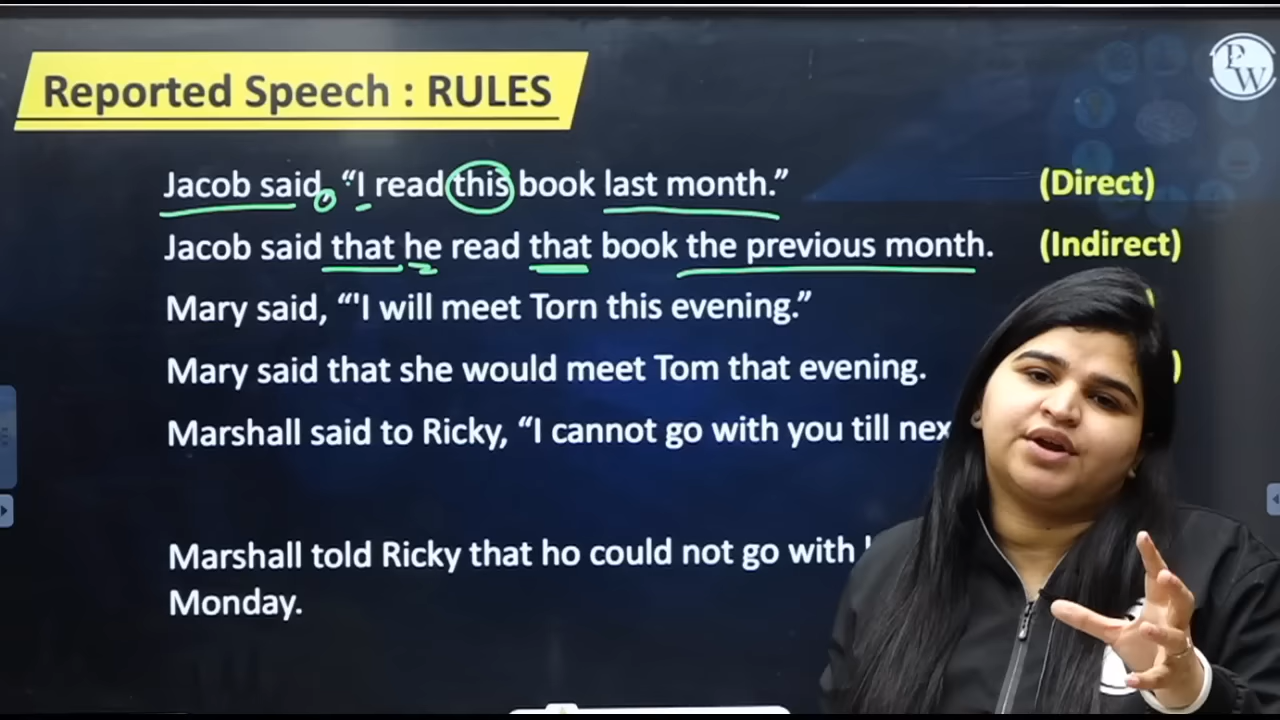 Reported Speech : RULES
PW
Jacob said, “I read this book last month.” (Direct)
Jacob said that he read that book the previous month. (Indirect)
Mary said, “'I will meet Torn this evening.” )
Mary said that she would meet Tom that evening. )
Marshall said to Ricky, “I cannot go with you till
Marshall told Ricky that ho could not go with
Monday.